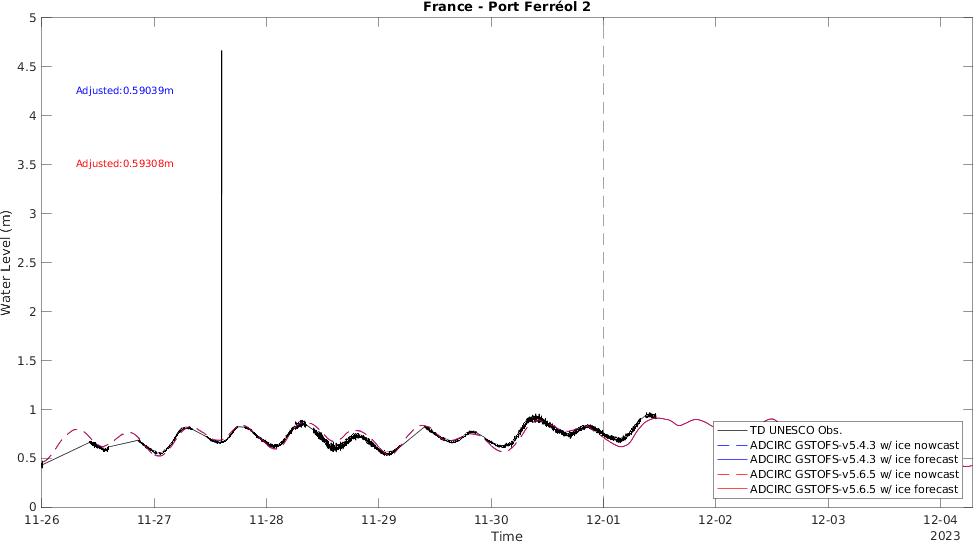 France - Port Ferréol 2
5
4.5
4
3.5
3
2.5
2
1.5
1
0.5
0
Water Level (m)
Adjusted:0.59039m
Adjusted:0.59308m
TD UNESCO Obs.
ADCIRC GSTOFS-v5.4.3 w/ ice nowcast
ADCIRC GSTOFS-v5.4.3 w/ ice forecast
ADCIRC GSTOFS-v5.6.5 w/ ice nowcast
ADCIRC GSTOFS-v5.6.5 w/ ice forecast
11-26 11-27 11-28 11-29 11-30 12-01 12-02 12-03 12-04
Time 2023